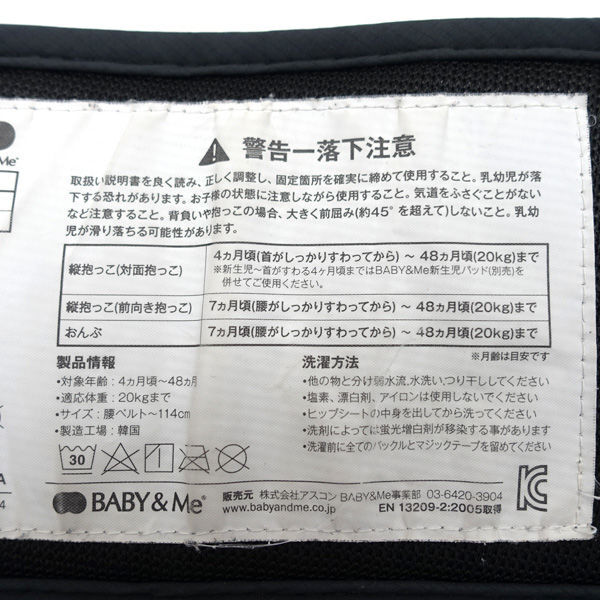 &Me®
警告ー落下注意
取扱い説明書を良く読み、正しく調整し、固定箇所を確実に締めて使用すること。乳幼児が落
下する恐れがあります。お子様の状態に注意しながら使用すること。気道をふさぐことがない
など注意すること。背負いや抱っこの場合、大きく前屈み(約45°を超えて)しないこと。乳幼
児が滑り落ちる可能性があります。
縦抱っこ(対面抱っこ) 4ヵ月頃(首がしっかりすわってから) ～ 48ヵ月(20kg)まで
※新生児～首がすわる4ヶ月頃まではBABY&Me新生児パッド(別売)を
併せてご使用ください。
縦抱っこ(前向き抱っこ) 7ヵ月頃(腰がしっかりすわってから) ～ 48ヵ月(20kg)まで
おんぶ 7ヵ月頃(腰がしっかりすわってから) ～ 48ヵ月(20kg)まで
※月齢は目安です
製品情報
・対象年齢：4ヵ月頃～48ヵ月
・適応体重：20kgまで
・サイズ：腰ベルト～114cm
・製造工場：韓国
洗濯方法
・他の物と分け弱水流、水洗い、つり干ししてください
・塩素、漂白剤、アイロンは使用しないでください
・ヒップシートの中身を出してから洗ってください
・洗剤によっては蛍光増白剤が移染する事があります
・洗濯前に全てのバックルとマジックテープを留めてください
30
BABY & Me®
販売元 株式会社アスコン BABY&Me事業部 03-6420-3904
www.babyandme.co.jp EN 13209-2:2005取得
A
4